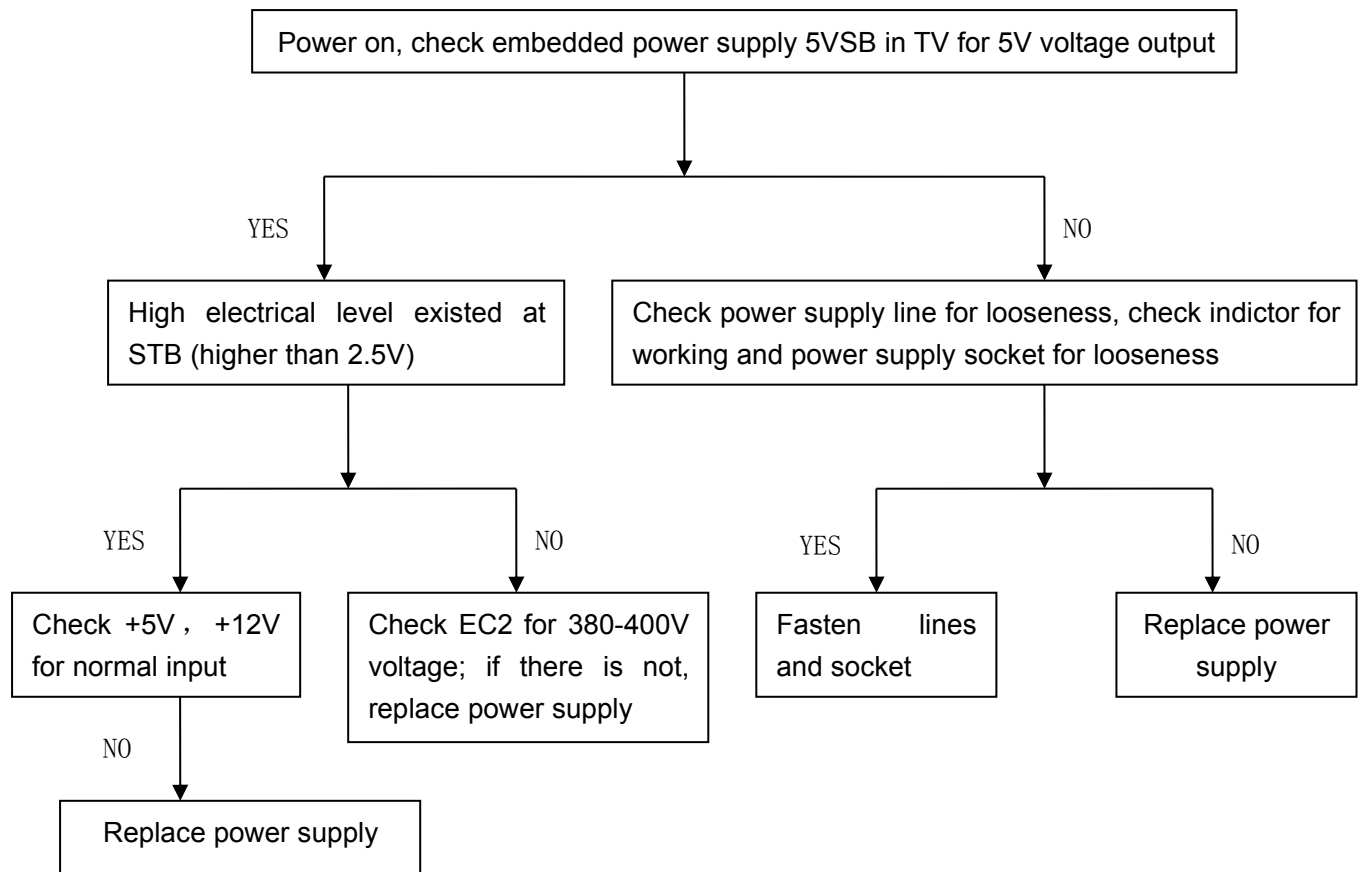 Power on, check embedded power supply 5VSB in TV for 5V voltage output
YES
NO
High electrical level existed at
STB (higher than 2.5V)
Check power supply line for looseness, check indictor for
working and power supply socket for looseness
YES
NO
YES
NO
Check +5V， +12V
for normal input
Check EC2 for 380-400V
voltage; if there is not,
replace power supply
Fasten lines
and socket
Replace power
supply
NO
Replace power supply